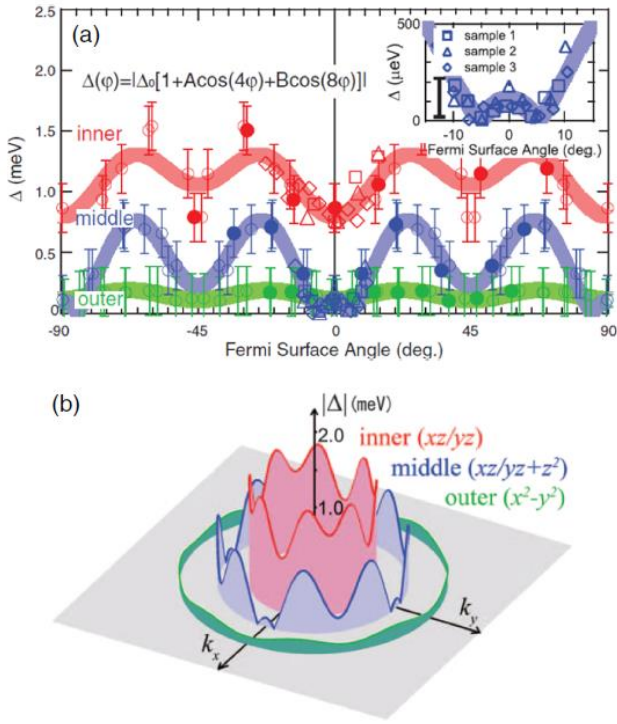 (a)
Δ(φ)=|Δ₀[1+Acos(4φ)+Bcos(8φ)]|
inner
middle
outer
2.5
2.0
1.5
1.0
0.5
0
Δ (meV)
-90
-45
0
45
90
Fermi Surface Angle (deg.)
500
0
Δ (μeV)
sample 1
sample 2
sample 3
-10
0
10
Fermi Surface Angle (deg.)
(b)
|Δ|(meV)
2.0
1.0
inner (xz/yz)
middle (xz/yz+z²)
outer (x²-y²)
kx
ky